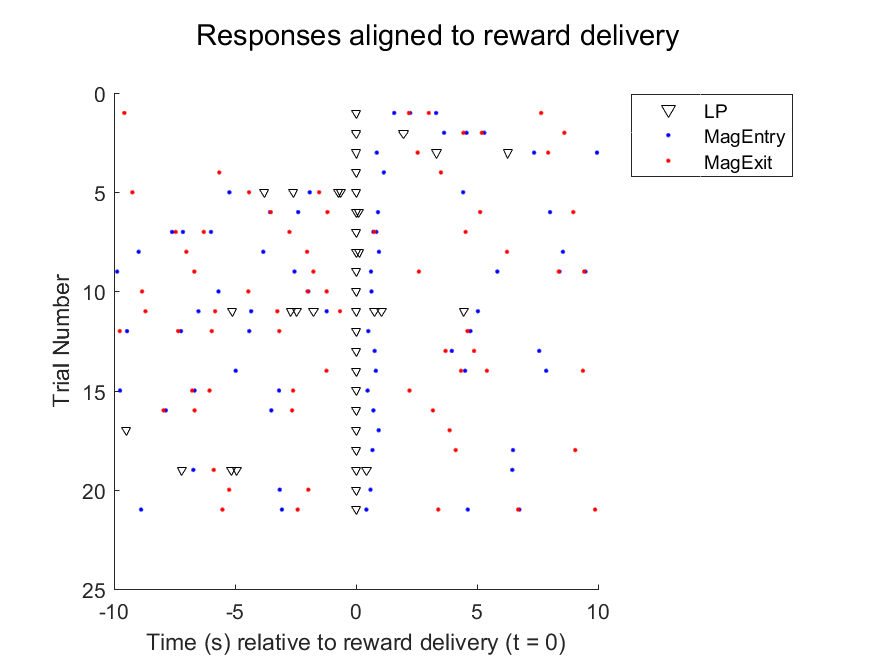 Responses aligned to reward delivery
0
5
10
15
20
25
Trial Number
-10
-5
0
5
10
Time (s) relative to reward delivery (t = 0)
LP
MagEntry
MagExit